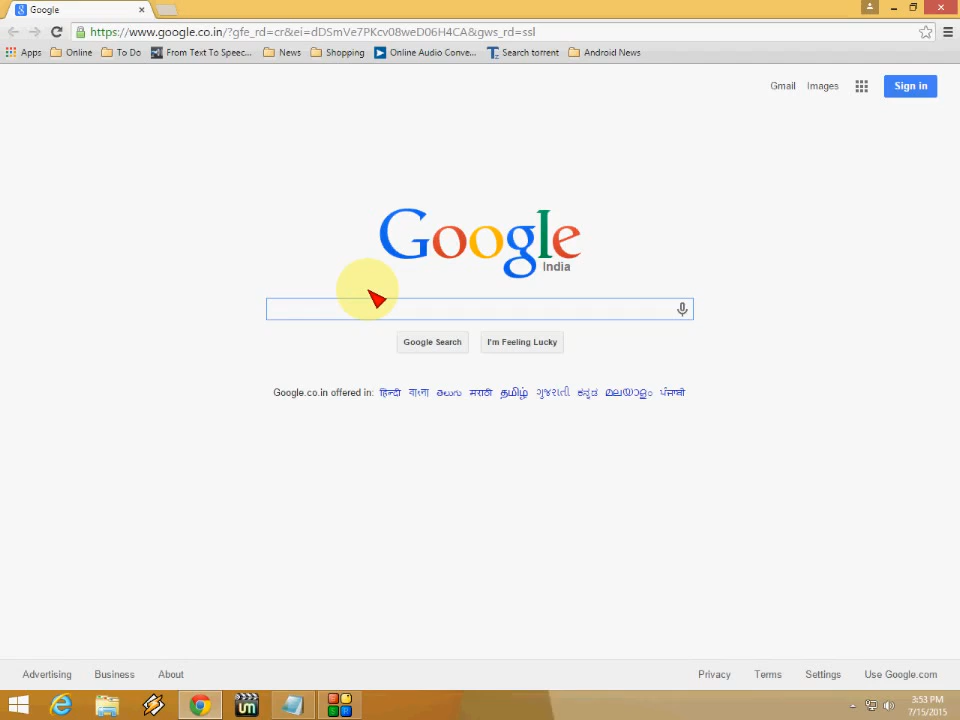 Google
https://www.google.co.in/?gfe_rd=cr&ei=dDSmVe7PKcv08weD06H4CA&gws_rd=ssl
Apps Online To Do From Text To Speec... News Shopping Online Audio Conve... Search torrent Android News
Gmail Images Sign in
Google
India
Google Search I'm Feeling Lucky
Google.co.in offered in: हिन्दी বাংলা తెలుగు मराठी தமிழ் ગુજરાતી ಕನ್ನಡ മലയാളം ਪੰਜਾਬੀ
Advertising Business About Privacy Terms Settings Use Google.com
um
3:53 PM
7/15/2015